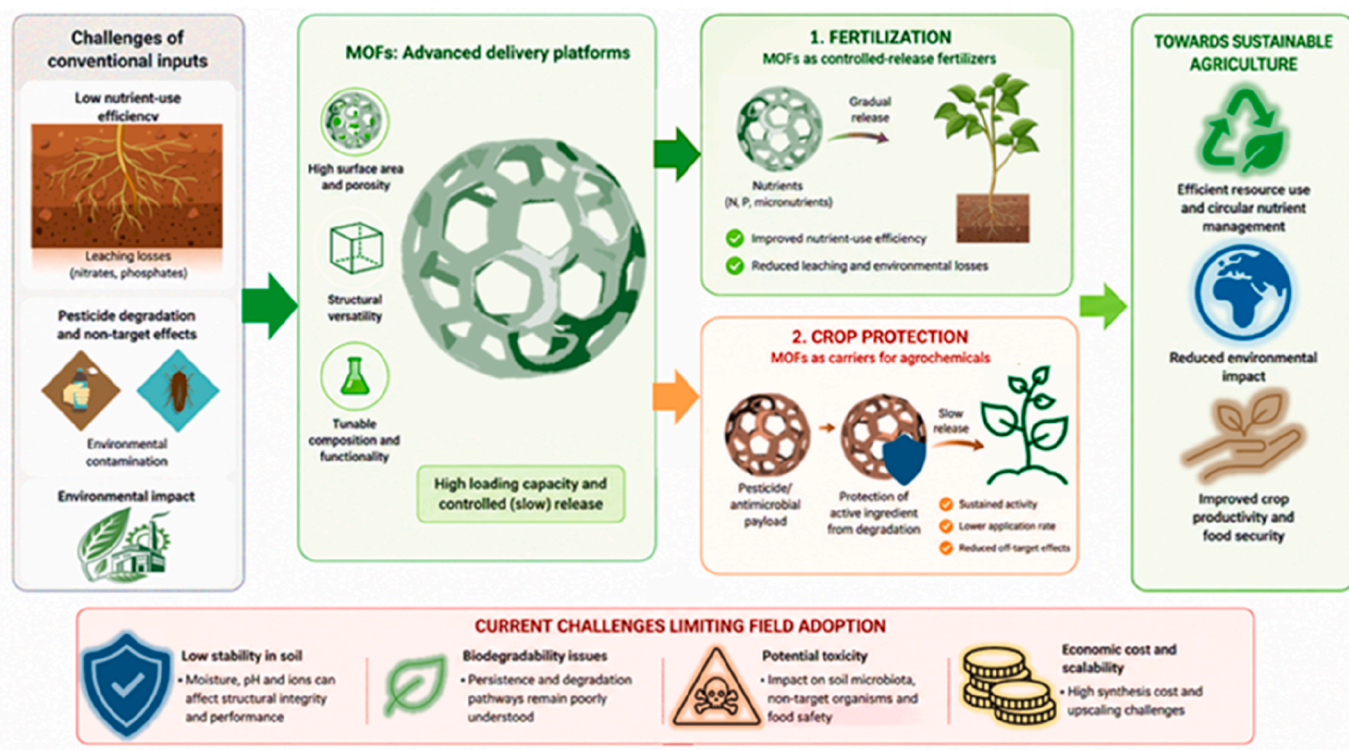 Challenges of
conventional inputs
Low nutrient-use
efficiency
Leaching losses
(nitrates, phosphates)
Pesticide degradation
and non-target effects
Environmental
contamination
Environmental impact
MOFs: Advanced delivery platforms
High surface area
and porosity
Structural
versatility
Tunable
composition and
functionality
High loading capacity and
controlled (slow) release
1. FERTILIZATION
MOFs as controlled-release fertilizers
Gradual
release
Nutrients
(N, P, micronutrients)
Improved nutrient-use efficiency
Reduced leaching and environmental losses
2. CROP PROTECTION
MOFs as carriers for agrochemicals
Slow
release
Pesticide/
antimicrobial
payload
Protection of
active ingredient
from degradation
Sustained activity
Lower application rate
Reduced off-target effects
TOWARDS SUSTAINABLE
AGRICULTURE
Efficient resource use
and circular nutrient
management
Reduced environmental
impact
Improved crop
productivity and
food security
CURRENT CHALLENGES LIMITING FIELD ADOPTION
Low stability in soil
• Moisture, pH and ions can
affect structural integrity
and performance
Biodegradability issues
• Persistence and degradation
pathways remain poorly
understood
Potential toxicity
• Impact on soil microbiota,
non-target organisms and
food safety
Economic cost and
scalability
• High synthesis cost and
upscaling challenges